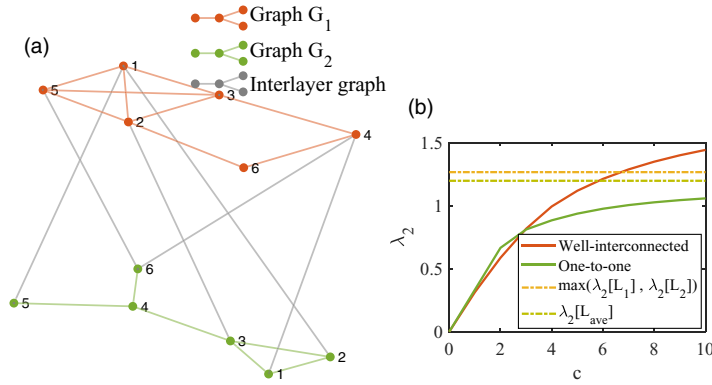 (a)
Graph G₁
Graph G₂
Interlayer graph
1
5
3
2
4
6
6
5
4
3
2
1
(b)
1.5
1
0.5
0
λ₂
0 2 4 6 8 10
c
Well-interconnected
One-to-one
max(λ₂[L₁] , λ₂[L₂])
λ₂[Lₐᵥₑ]